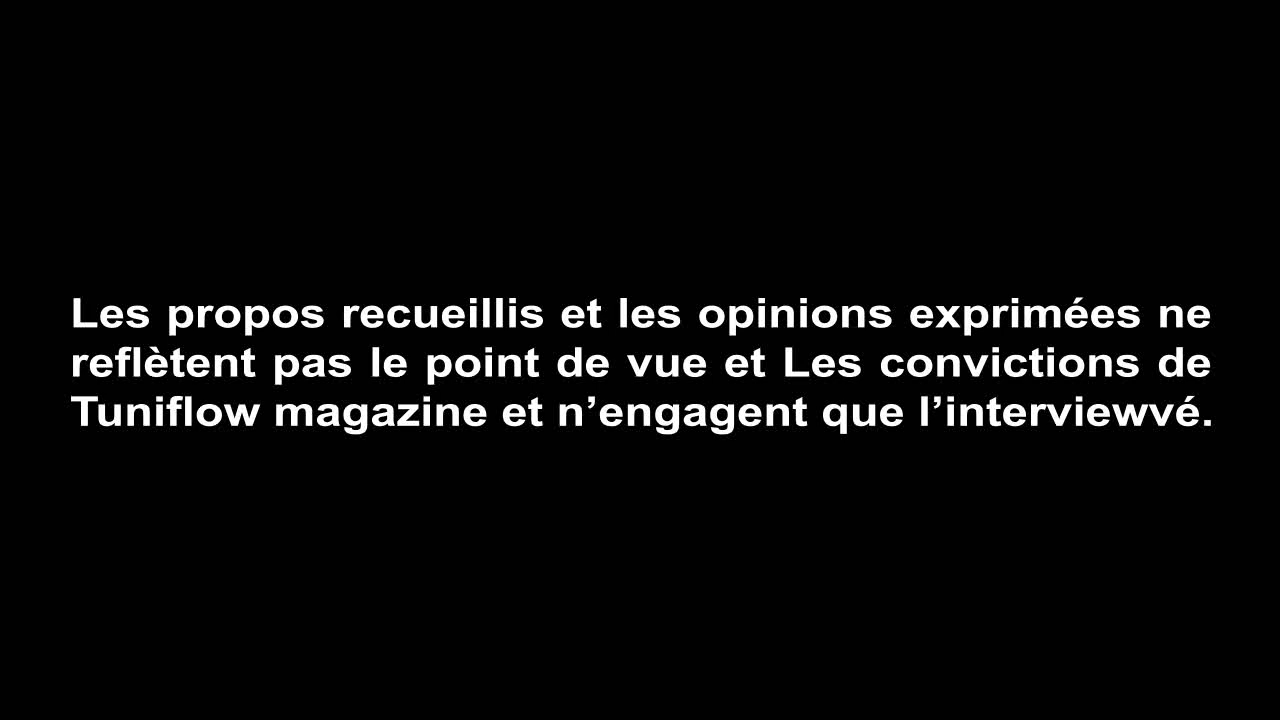 Les propos recueillis et les opinions exprimées ne
reflètent pas le point de vue et Les convictions de
Tuniflow magazine et n’engagent que l’interviewvé.